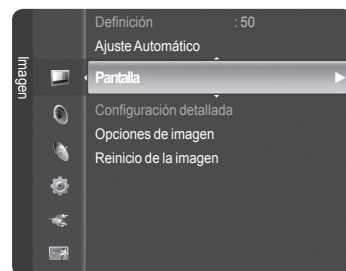 Imagen
Definición : 50
Ajuste Automático
Pantalla
Configuración detallada
Opciones de imagen
Reinicio de la imagen